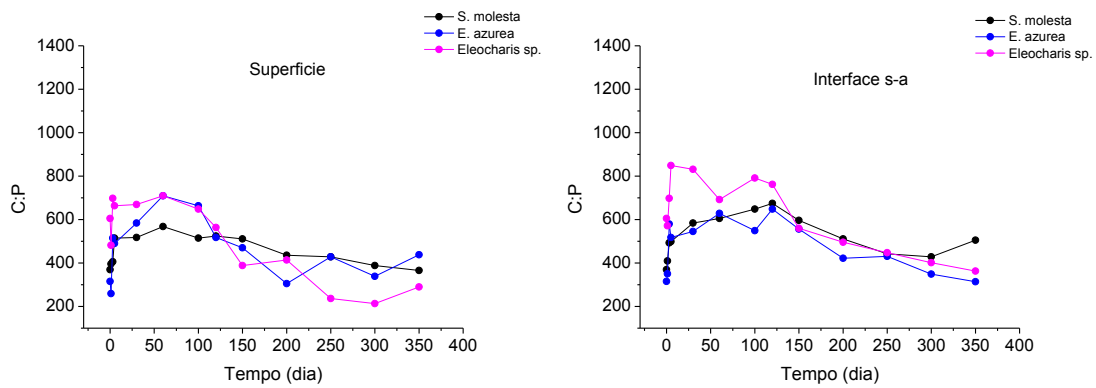 S. molesta
E. azurea
Eleocharis sp.
Superficie
1400
1200
1000
800
600
400
200
C:P
0 50 100 150 200 250 300 350 400
Tempo (dia)
S. molesta
E. azurea
Eleocharis sp.
Interface s-a
1400
1200
1000
800
600
400
200
C:P
0 50 100 150 200 250 300 350 400
Tempo (dia)